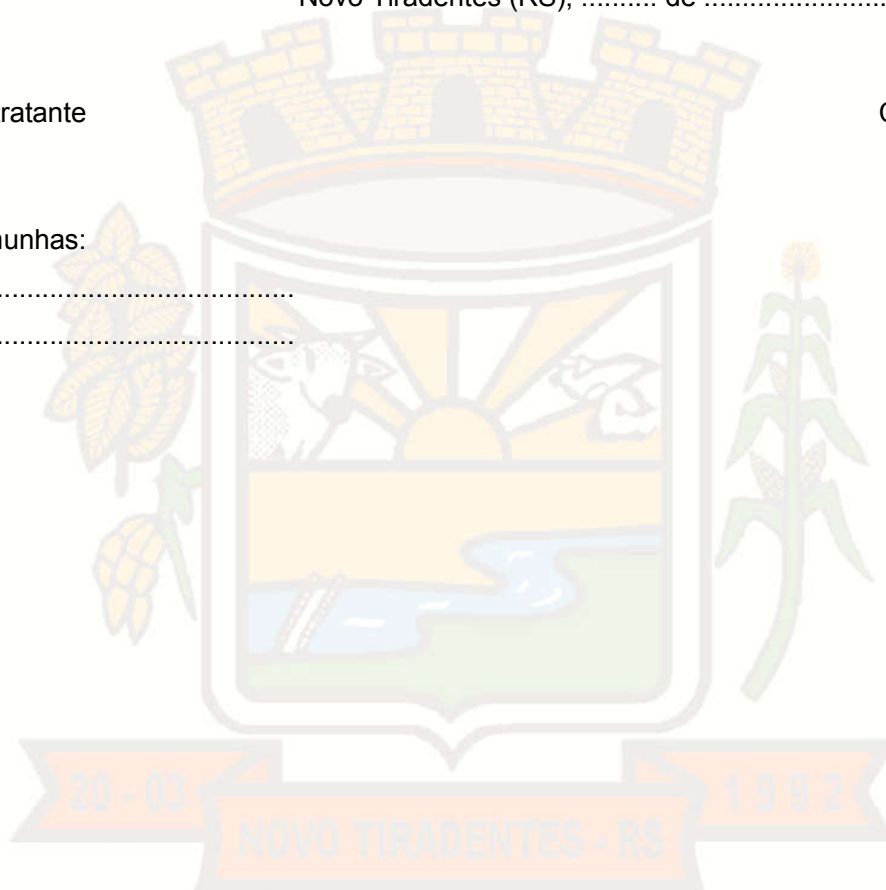 Novo Tiradentes (RS), .......... de ........................
ratante
unhas:
.......................................
.......................................
20 - 03
1992
NOVO TIRADENTES - RS